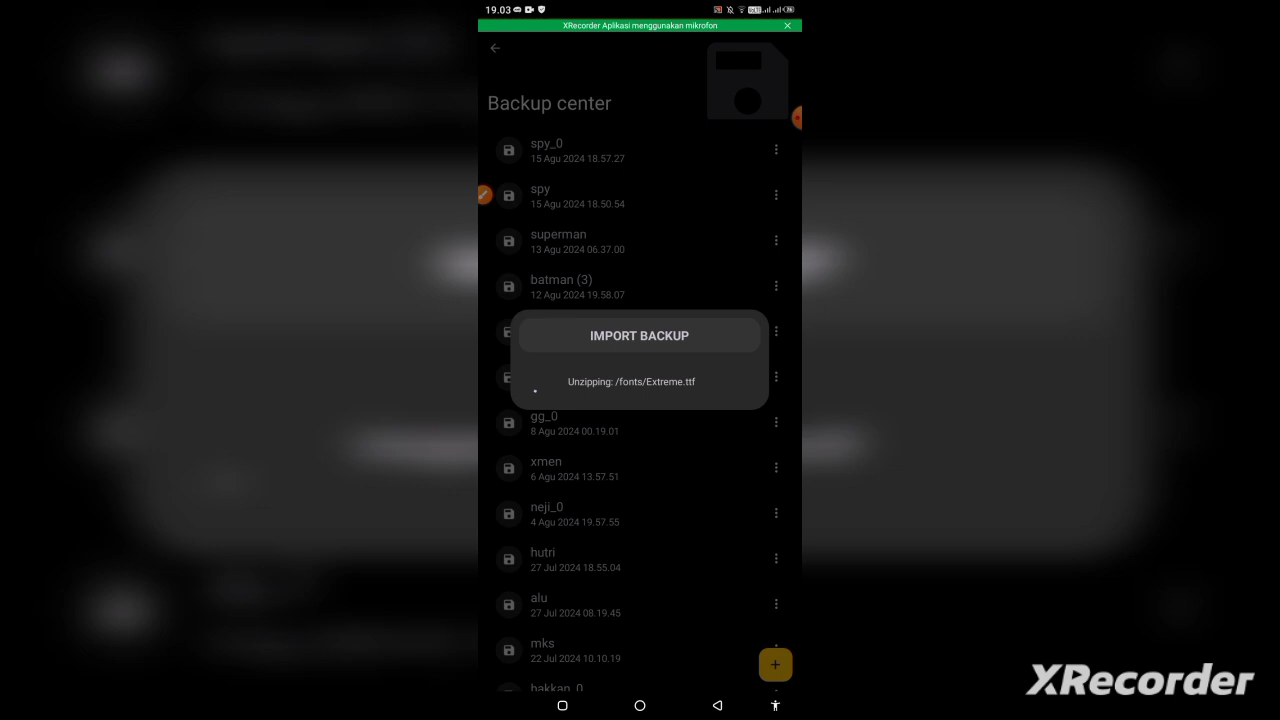 19.03
XRecorder Aplikasi menggunakan mikrofon
Backup center
spy_0
15 Agu 2024 18.57.27
spy
15 Agu 2024 18.50.54
superman
13 Agu 2024 06.37.00
batman (3)
12 Agu 2024 19.58.07
IMPORT BACKUP
Unzipping: /fonts/Extreme.ttf
gg_0
8 Agu 2024 00.19.01
xmen
6 Agu 2024 13.57.51
neji_0
4 Agu 2024 19.57.55
hutri
27 Jul 2024 18.55.04
alu
27 Jul 2024 08.19.45
mks
22 Jul 2024 10.10.19
hakkan_0
XRecorder